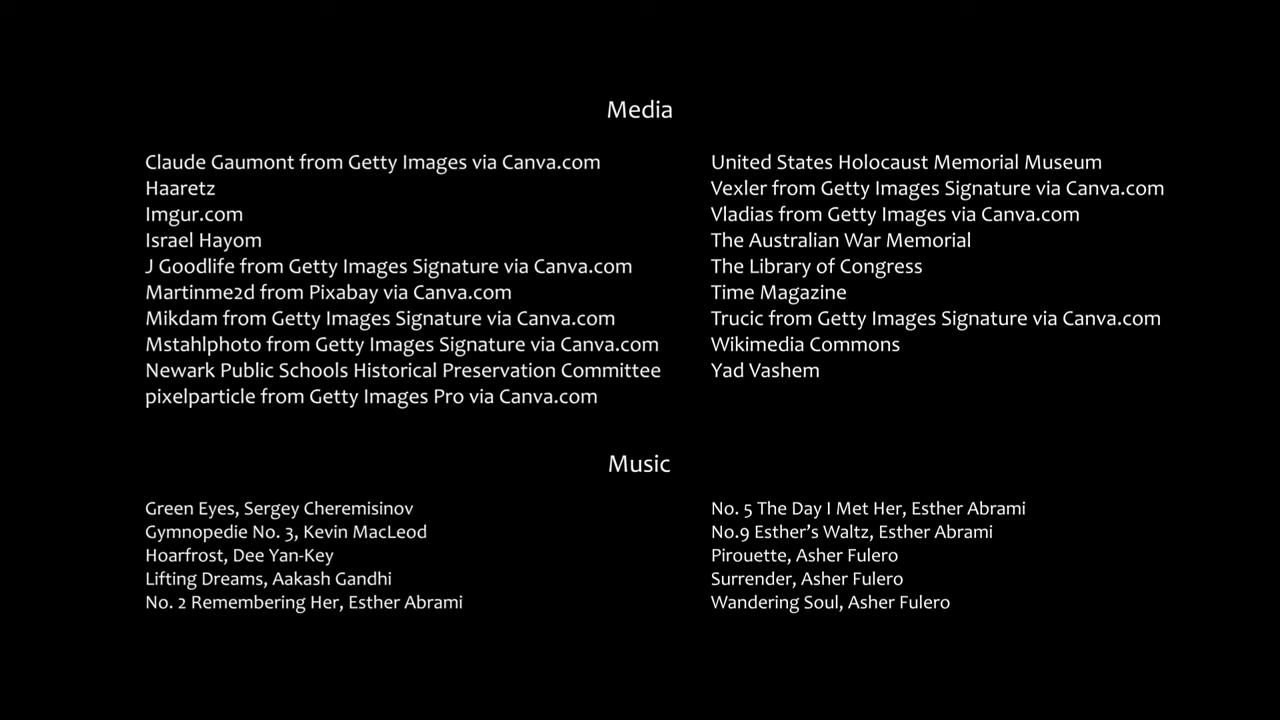 Media
Claude Gaumont from Getty Images via Canva.com
Haaretz
Imgur.com
Israel Hayom
J Goodlife from Getty Images Signature via Canva.com
Martinme2d from Pixabay via Canva.com
Mikdam from Getty Images Signature via Canva.com
Mstahlphoto from Getty Images Signature via Canva.com
Newark Public Schools Historical Preservation Committee
pixelparticle from Getty Images Pro via Canva.com
United States Holocaust Memorial Museum
Vexler from Getty Images Signature via Canva.com
Vladias from Getty Images via Canva.com
The Australian War Memorial
The Library of Congress
Time Magazine
Trucic from Getty Images Signature via Canva.com
Wikimedia Commons
Yad Vashem
Music
Green Eyes, Sergey Cheremisinov
Gymnopedie No. 3, Kevin MacLeod
Hoarfrost, Dee Yan-Key
Lifting Dreams, Aakash Gandhi
No. 2 Remembering Her, Esther Abrami
No. 5 The Day I Met Her, Esther Abrami
No.9 Esther’s Waltz, Esther Abrami
Pirouette, Asher Fulero
Surrender, Asher Fulero
Wandering Soul, Asher Fulero